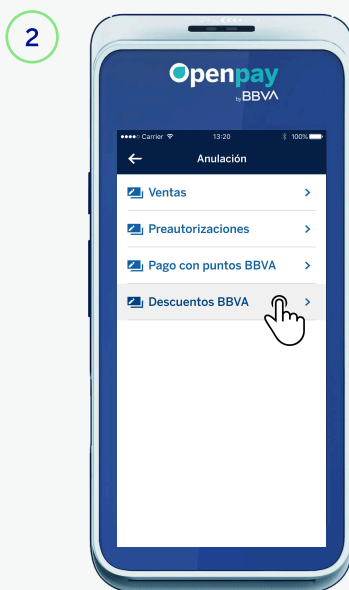 2
Openpay
by BBVA
Carrier 13:20 100%
Anulación
Ventas
Preautorizaciones
Pago con puntos BBVA
Descuentos BBVA